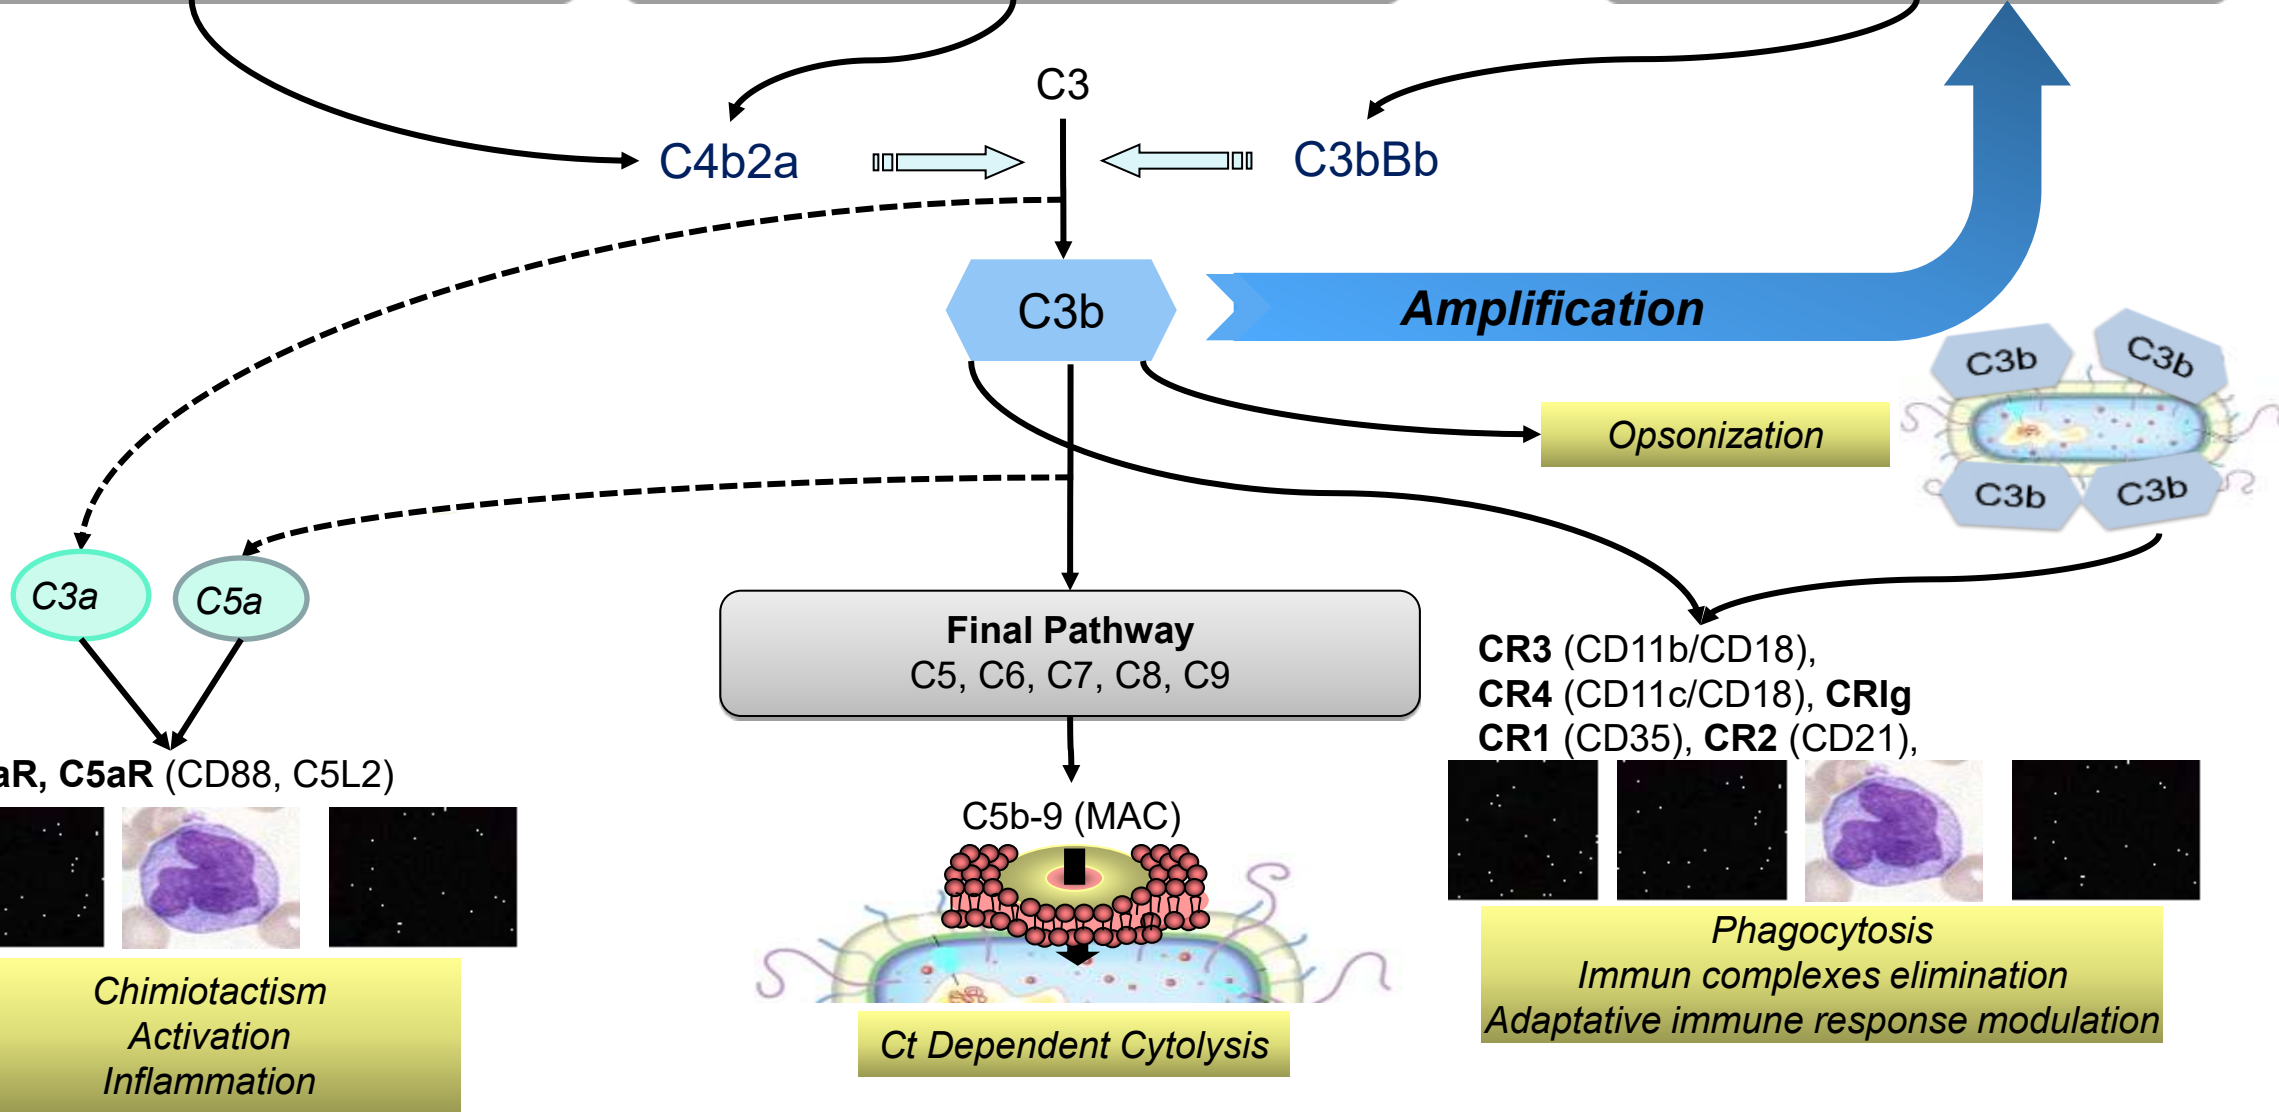 C3
C4b2a
C3bBb
C3b
Amplification
C3b
C3b
Opsonization
C3b
C3b
C3a
C5a
Final Pathway
C5, C6, C7, C8, C9
CR3 (CD11b/CD18),
CR4 (CD11c/CD18), CRIg
CR1 (CD35), CR2 (CD21),
aR, C5aR (CD88, C5L2)
C5b-9 (MAC)
Phagocytosis
Immun complexes elimination
Adaptative immune response modulation
Chimiotactism
Activation
Inflammation
Ct Dependent Cytolysis